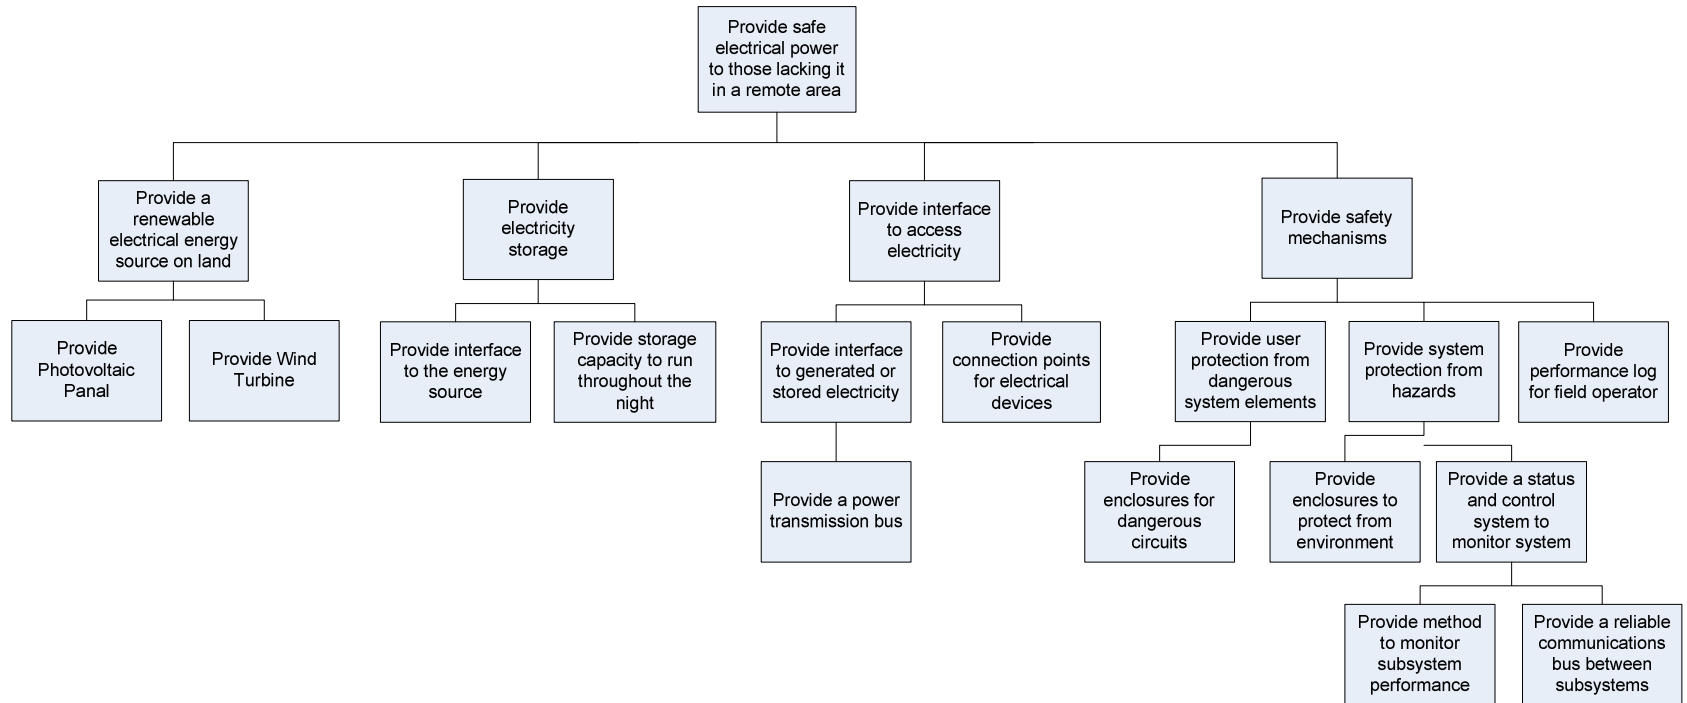 Provide safe
electrical power
to those lacking it
in a remote area
Provide a
renewable
electrical energy
source on land
Provide
electricity
storage
Provide interface
to access
electricity
Provide safety
mechanisms
Provide
Photovoltaic
Panal
Provide Wind
Turbine
Provide interface
to the energy
source
Provide storage
capacity to run
throughout the
night
Provide interface
to generated or
stored electricity
Provide
connection points
for electrical
devices
Provide user
protection from
dangerous
system elements
Provide system
protection from
hazards
Provide
performance log
for field operator
Provide a power
transmission bus
Provide
enclosures for
dangerous
circuits
Provide
enclosures to
protect from
environment
Provide a status
and control
system to
monitor system
Provide method
to monitor
subsystem
performance
Provide a reliable
communications
bus between
subsystems